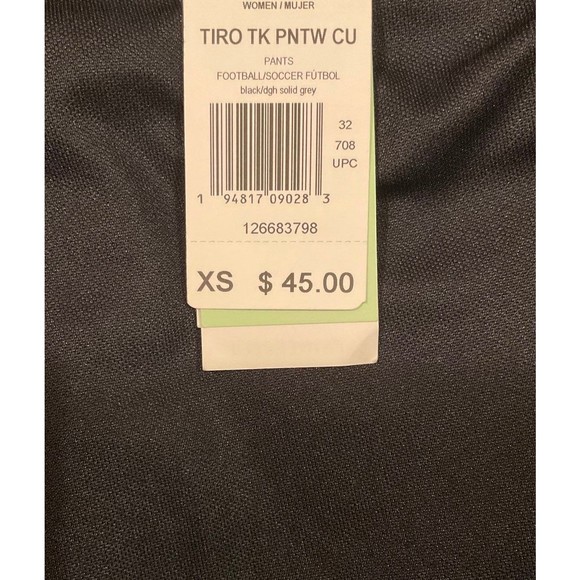 WOMEN / MUJER
TIRO TK PNTW CU
PANTS
FOOTBALL/SOCCER FÚTBOL
black/dgh solid grey
32
708
UPC
1 94817 09028 3
126683798
XS $ 45.00